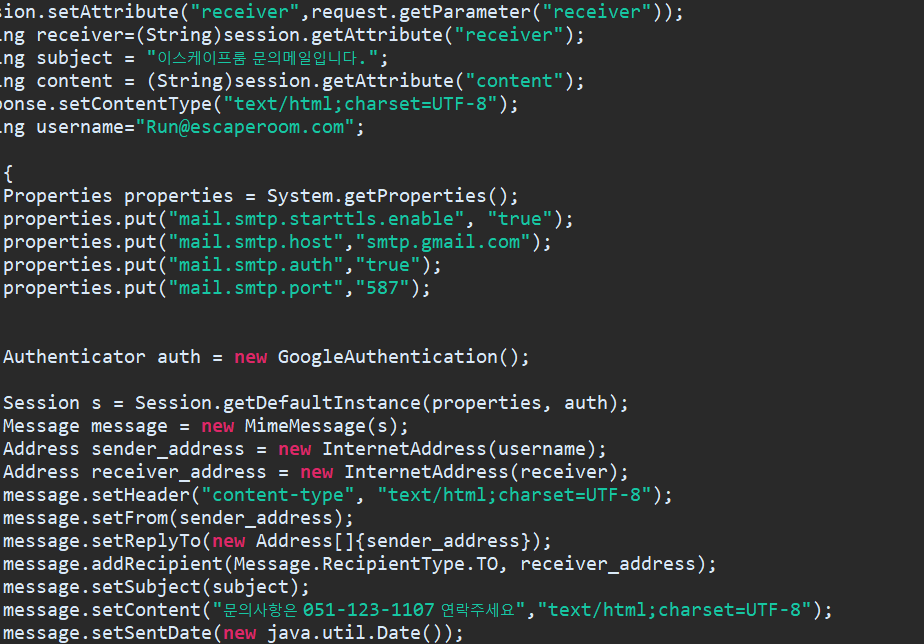 ion.setAttribute("receiver",request.getParameter("receiver"));
ng receiver=(String)session.getAttribute("receiver");
ng subject = "이스케이프룸 문의메일입니다.";
ng content = (String)session.getAttribute("content");
onse.setContentType("text/html;charset=UTF-8");
ng username="Run@escaperoom.com";
{
Properties properties = System.getProperties();
properties.put("mail.smtp.starttls.enable", "true");
properties.put("mail.smtp.host","smtp.gmail.com");
properties.put("mail.smtp.auth","true");
properties.put("mail.smtp.port","587");
Authenticator auth = new GoogleAuthentication();
Session s = Session.getDefaultInstance(properties, auth);
Message message = new MimeMessage(s);
Address sender_address = new InternetAddress(username);
Address receiver_address = new InternetAddress(receiver);
message.setHeader("content-type", "text/html;charset=UTF-8");
message.setFrom(sender_address);
message.setReplyTo(new Address[]{sender_address});
message.addRecipient(Message.RecipientType.TO, receiver_address);
message.setSubject(subject);
message.setContent("문의사항은 051-123-1107 연락주세요","text/html;charset=UTF-8");
message.setSentDate(new java.util.Date());